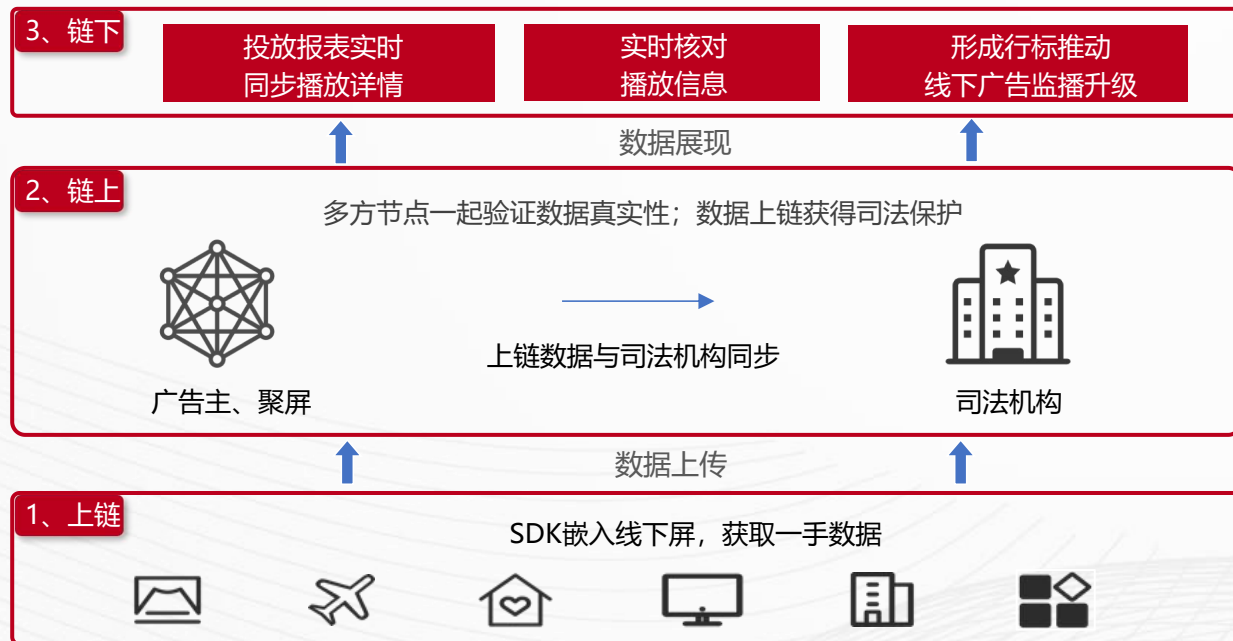 3、链下
投放报表实时
同步播放详情
实时核对
播放信息
形成行标推动
线下广告监播升级
数据展现
2、链上
多方节点一起验证数据真实性；数据上链获得司法保护
上链数据与司法机构同步
广告主、聚屏
司法机构
数据上传
1、上链
SDK嵌入线下屏，获取一手数据